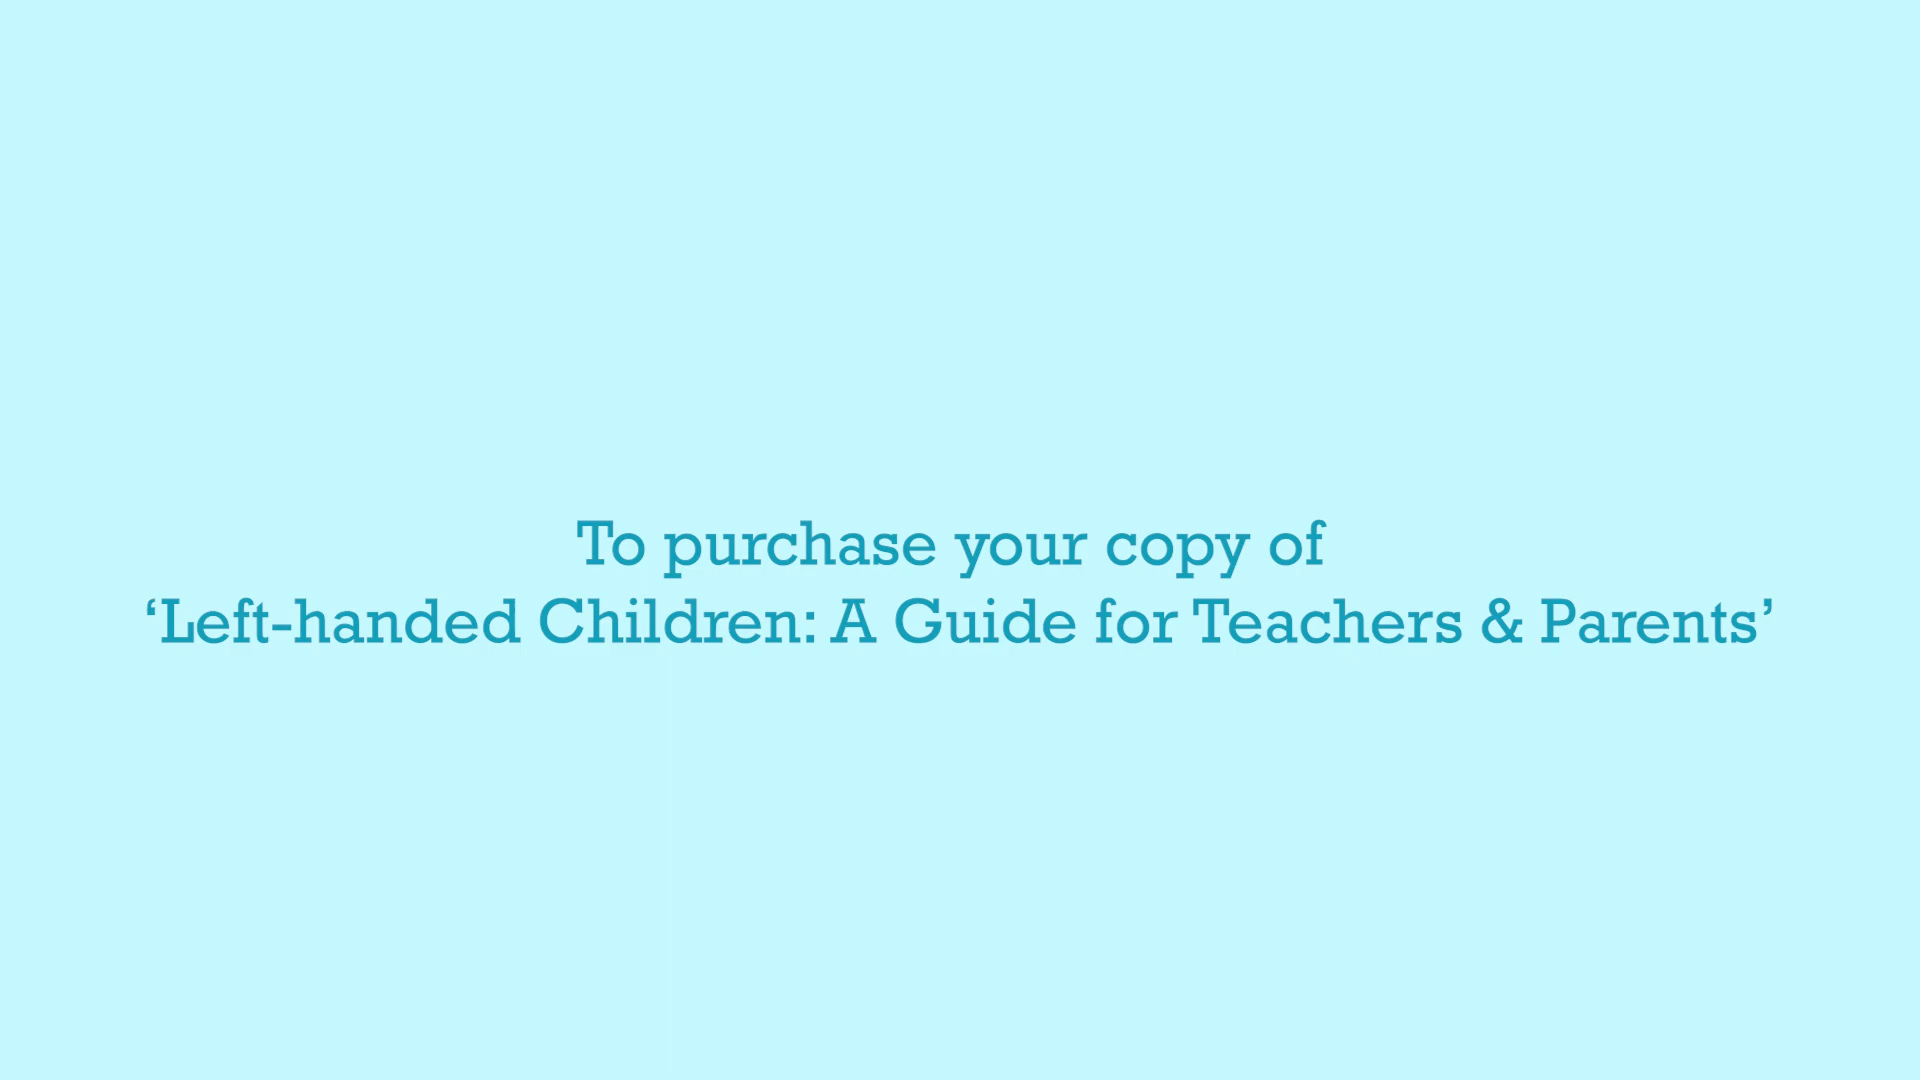 To purchase your copy of
‘Left-handed Children: A Guide for Teachers & Parents’